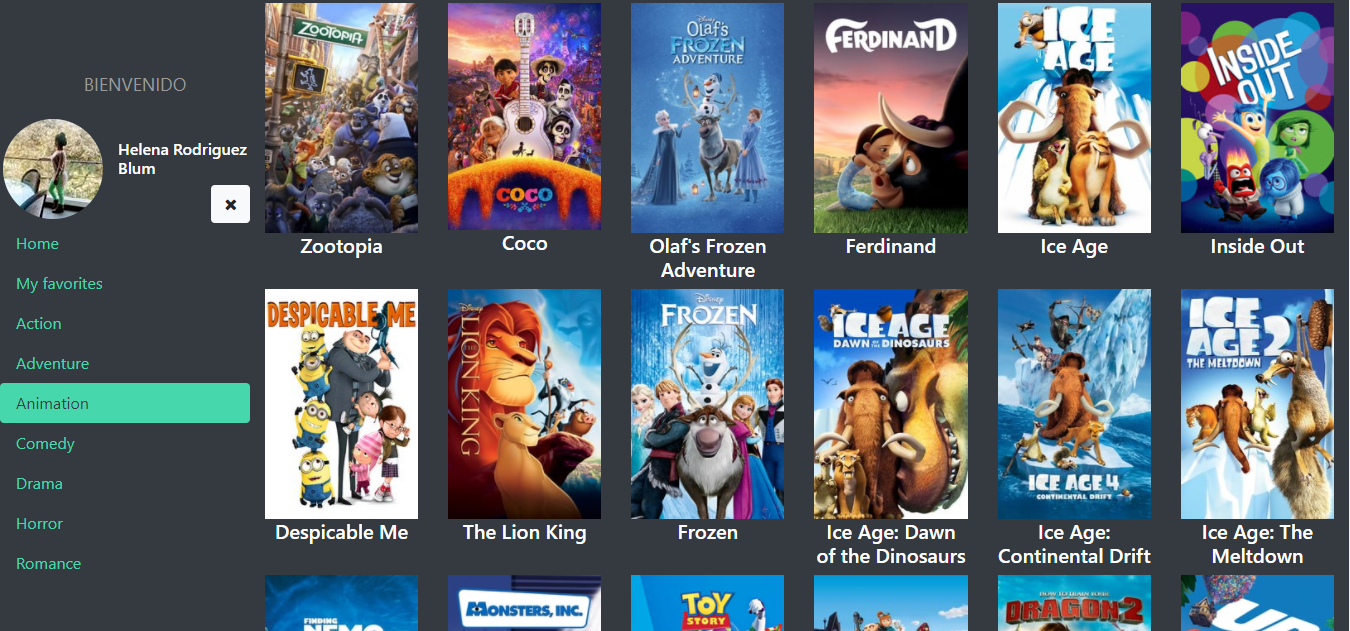 BIENVENIDO
Helena Rodriguez
Blum
Home
My favorites
Action
Adventure
Animation
Comedy
Drama
Horror
Romance
ZOOTOPIA
Zootopia
COCO
Coco
Disney
Olaf's
FROZEN
ADVENTURE
Olaf's Frozen
Adventure
FERDINAND
Ferdinand
ICE
AGE
Ice Age
INSIDE
OUT
Inside Out
DESPICABLE ME
Despicable Me
Disney
THE LION KING
The Lion King
Disney
FROZEN
Frozen
ICE AGE
DAWN OF THE DINOSAURS
Ice Age: Dawn
of the Dinosaurs
ICE AGE 4
CONTINENTAL DRIFT
Ice Age:
Continental Drift
ICE
AGE 2
THE MELTDOWN
Ice Age: The
Meltdown
FINDING
NEMO
MONSTERS, INC.
TOY
STORY
HOW TO TRAIN YOUR
DRAGON 2
UP